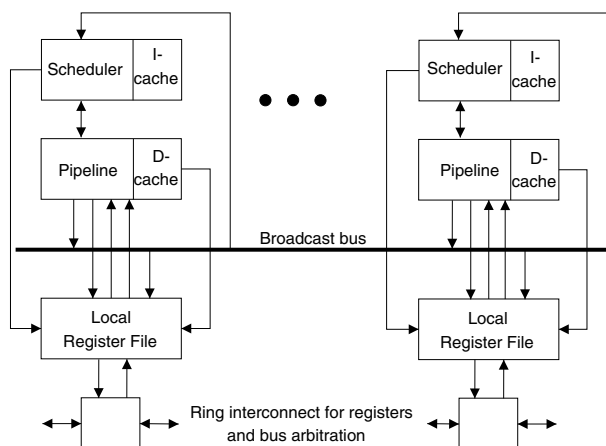 Scheduler
I-
cache
Scheduler
I-
cache
Pipeline
D-
cache
Pipeline
D-
cache
Broadcast bus
Local
Register File
Local
Register File
Ring interconnect for registers
and bus arbitration